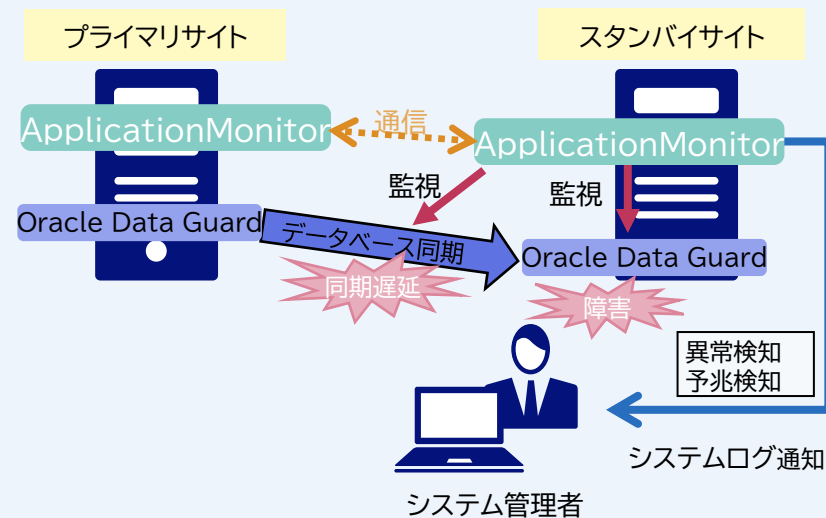 プライマリサイト
スタンバイサイト
ApplicationMonitor
通信
ApplicationMonitor
監視
監視
Oracle Data Guard
データベース同期
Oracle Data Guard
同期遅延
障害
異常検知
予兆検知
システムログ通知
システム管理者